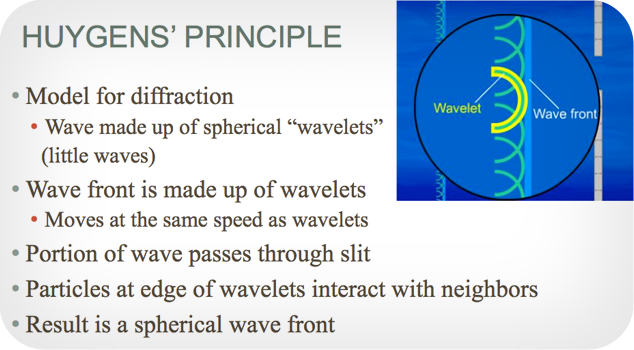 HUYGENS’ PRINCIPLE
• Model for diffraction
• Wave made up of spherical “wavelets”
(little waves)
• Wave front is made up of wavelets
• Moves at the same speed as wavelets
• Portion of wave passes through slit
• Particles at edge of wavelets interact with neighbors
• Result is a spherical wave front
Wavelet
Wave front